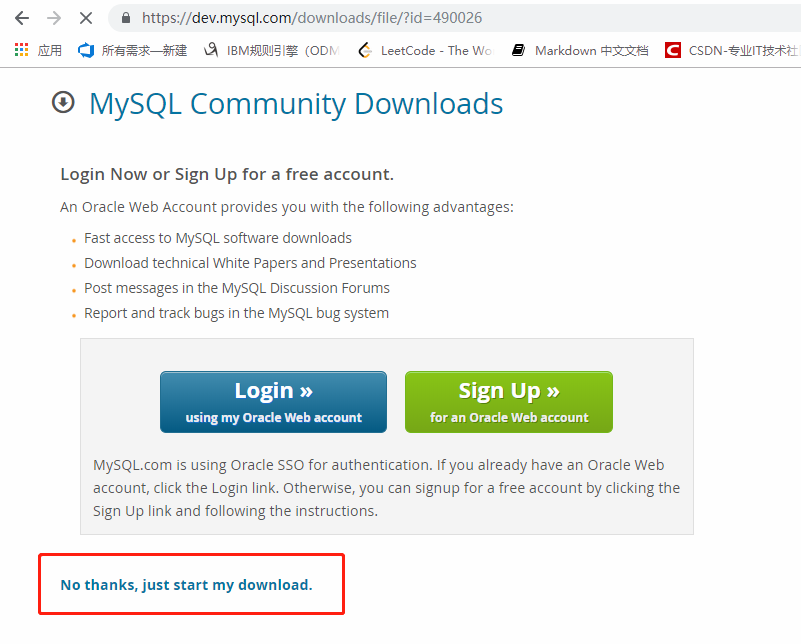 https://dev.mysql.com/downloads/file/?id=490026
应用 所有需求—新建 IBM规则引擎（ODM LeetCode - The Wo Markdown 中文文档 CSDN-专业IT技术社
MySQL Community Downloads
Login Now or Sign Up for a free account.
An Oracle Web Account provides you with the following advantages:
Fast access to MySQL software downloads
Download technical White Papers and Presentations
Post messages in the MySQL Discussion Forums
Report and track bugs in the MySQL bug system
Login » Sign Up »
using my Oracle Web account for an Oracle Web account
MySQL.com is using Oracle SSO for authentication. If you already have an Oracle Web
account, click the Login link. Otherwise, you can signup for a free account by clicking the
Sign Up link and following the instructions.
No thanks, just start my download.